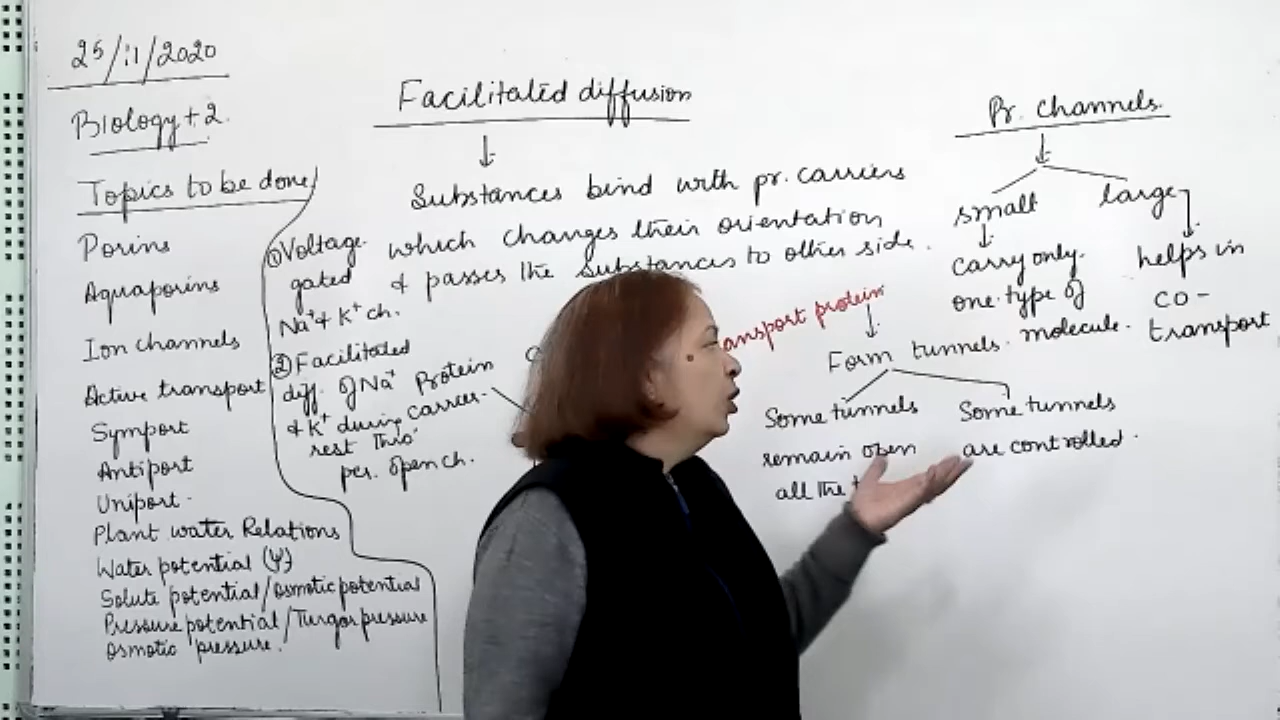 25/11/2020
Biology + 2.
Topics to be done
Porins
Aquaporins
Ion channels
Active transport
Symport
Antiport
Uniport.
Plant water Relations
Water potential (Ψ)
Solute potential/osmotic potential
Pressure potential/Turgor pressure
Osmotic pressure.
Facilitated diffusion
↓
Substances bind with pr. carriers
which changes their orientation
& passes the substances to other side.
① Voltage
gated
Na⁺ & K⁺ ch.
② Facilitated
diff. of Na⁺
& K⁺ during
rest thro'
per. open ch.
Protein
carrier.
ansport protein
↓
Form tunnels.
Some tunnels
remain open
all the
Some tunnels
are controlled.
Pr. channels.
↓
small
↓
carry only
one type of
molecule.
large
helps in
co-
transport